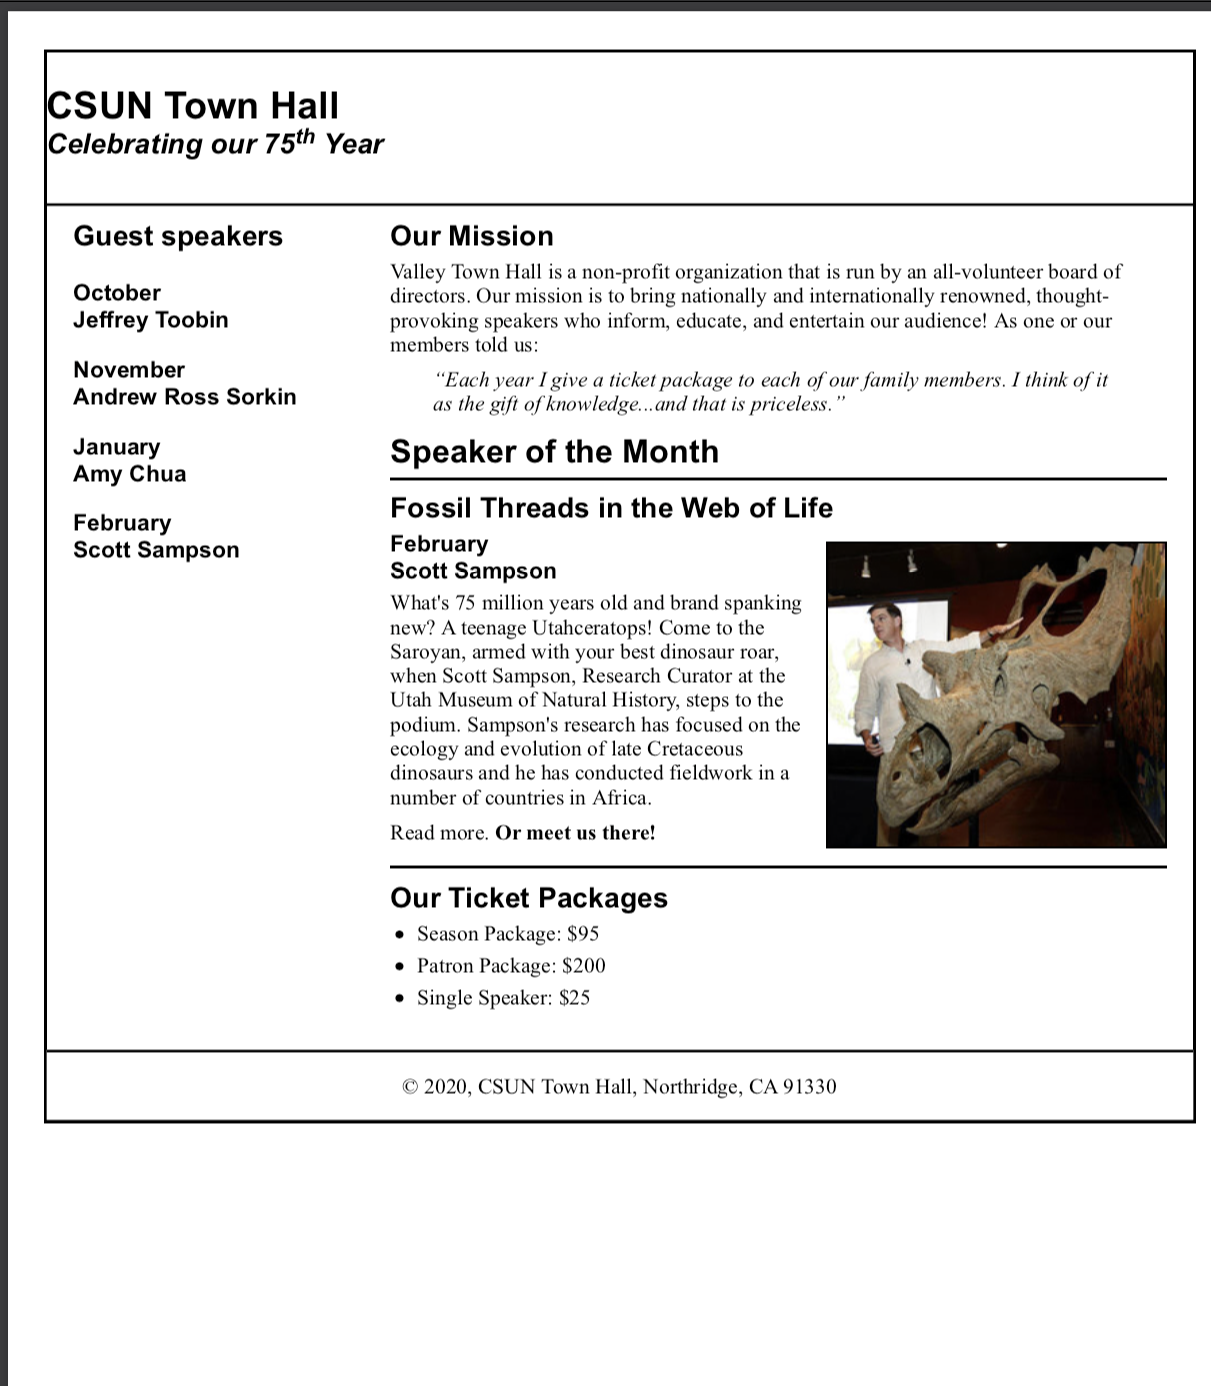 CSUN Town Hall
Celebrating our 75th Year
Guest speakers
October
Jeffrey Toobin
November
Andrew Ross Sorkin
January
Amy Chua
February
Scott Sampson
Our Mission
Valley Town Hall is a non-profit organization that is run by an all-volunteer board of
directors. Our mission is to bring nationally and internationally renowned, thought-
provoking speakers who inform, educate, and entertain our audience! As one or our
members told us:
“Each year I give a ticket package to each of our family members. I think of it
as the gift of knowledge...and that is priceless.”
Speaker of the Month
Fossil Threads in the Web of Life
February
Scott Sampson
What's 75 million years old and brand spanking
new? A teenage Utahceratops! Come to the
Saroyan, armed with your best dinosaur roar,
when Scott Sampson, Research Curator at the
Utah Museum of Natural History, steps to the
podium. Sampson's research has focused on the
ecology and evolution of late Cretaceous
dinosaurs and he has conducted fieldwork in a
number of countries in Africa.
Read more. Or meet us there!
Our Ticket Packages
• Season Package: $95
• Patron Package: $200
• Single Speaker: $25
© 2020, CSUN Town Hall, Northridge, CA 91330